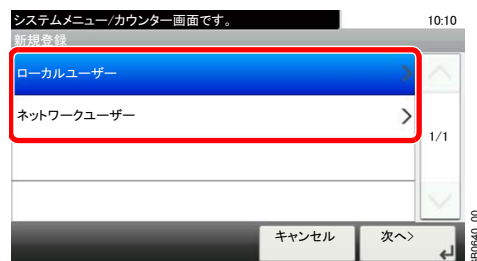 システムメニュー/カウンター画面です。 10:10
新規登録
ローカルユーザー
ネットワークユーザー
1/1
キャンセル 次へ>